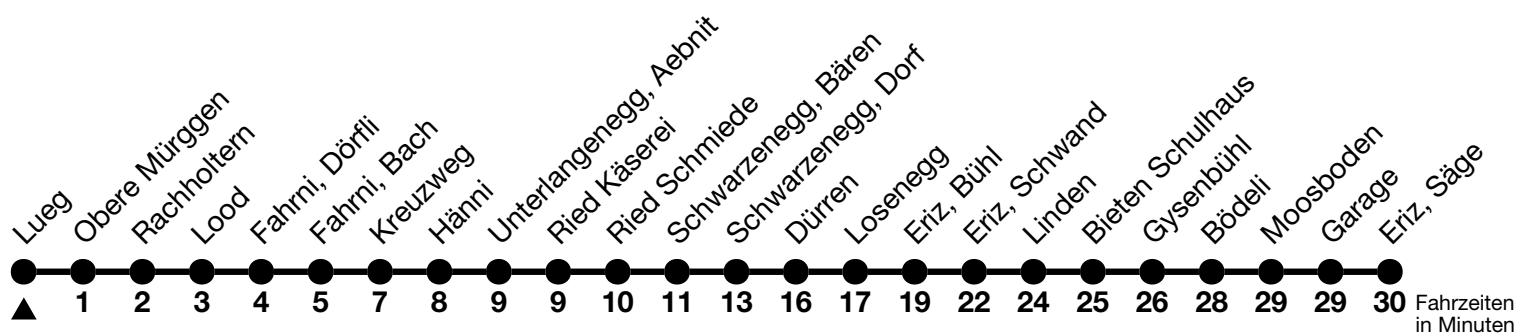 Lueg
Obere Mürggen
Rachholtern
Lood
Fahrni, Dörfli
Fahrni, Bach
Kreuzweg
Hänni
Unterlangenegg, Aebnit
Ried Käserei
Ried Schmiede
Schwarzenegg, Bären
Schwarzenegg, Dorf
Dürren
Losenegg
Eriz, Bühl
Eriz, Schwand
Linden
Bieten Schulhaus
Gysenbühl
Bödeli
Moosboden
Garage
Eriz, Säge
1 2 3 4 5 7 8 9 9 10 11 13 16 17 19 22 24 25 26 28 29 29 30 Fahrzeiten
in Minuten